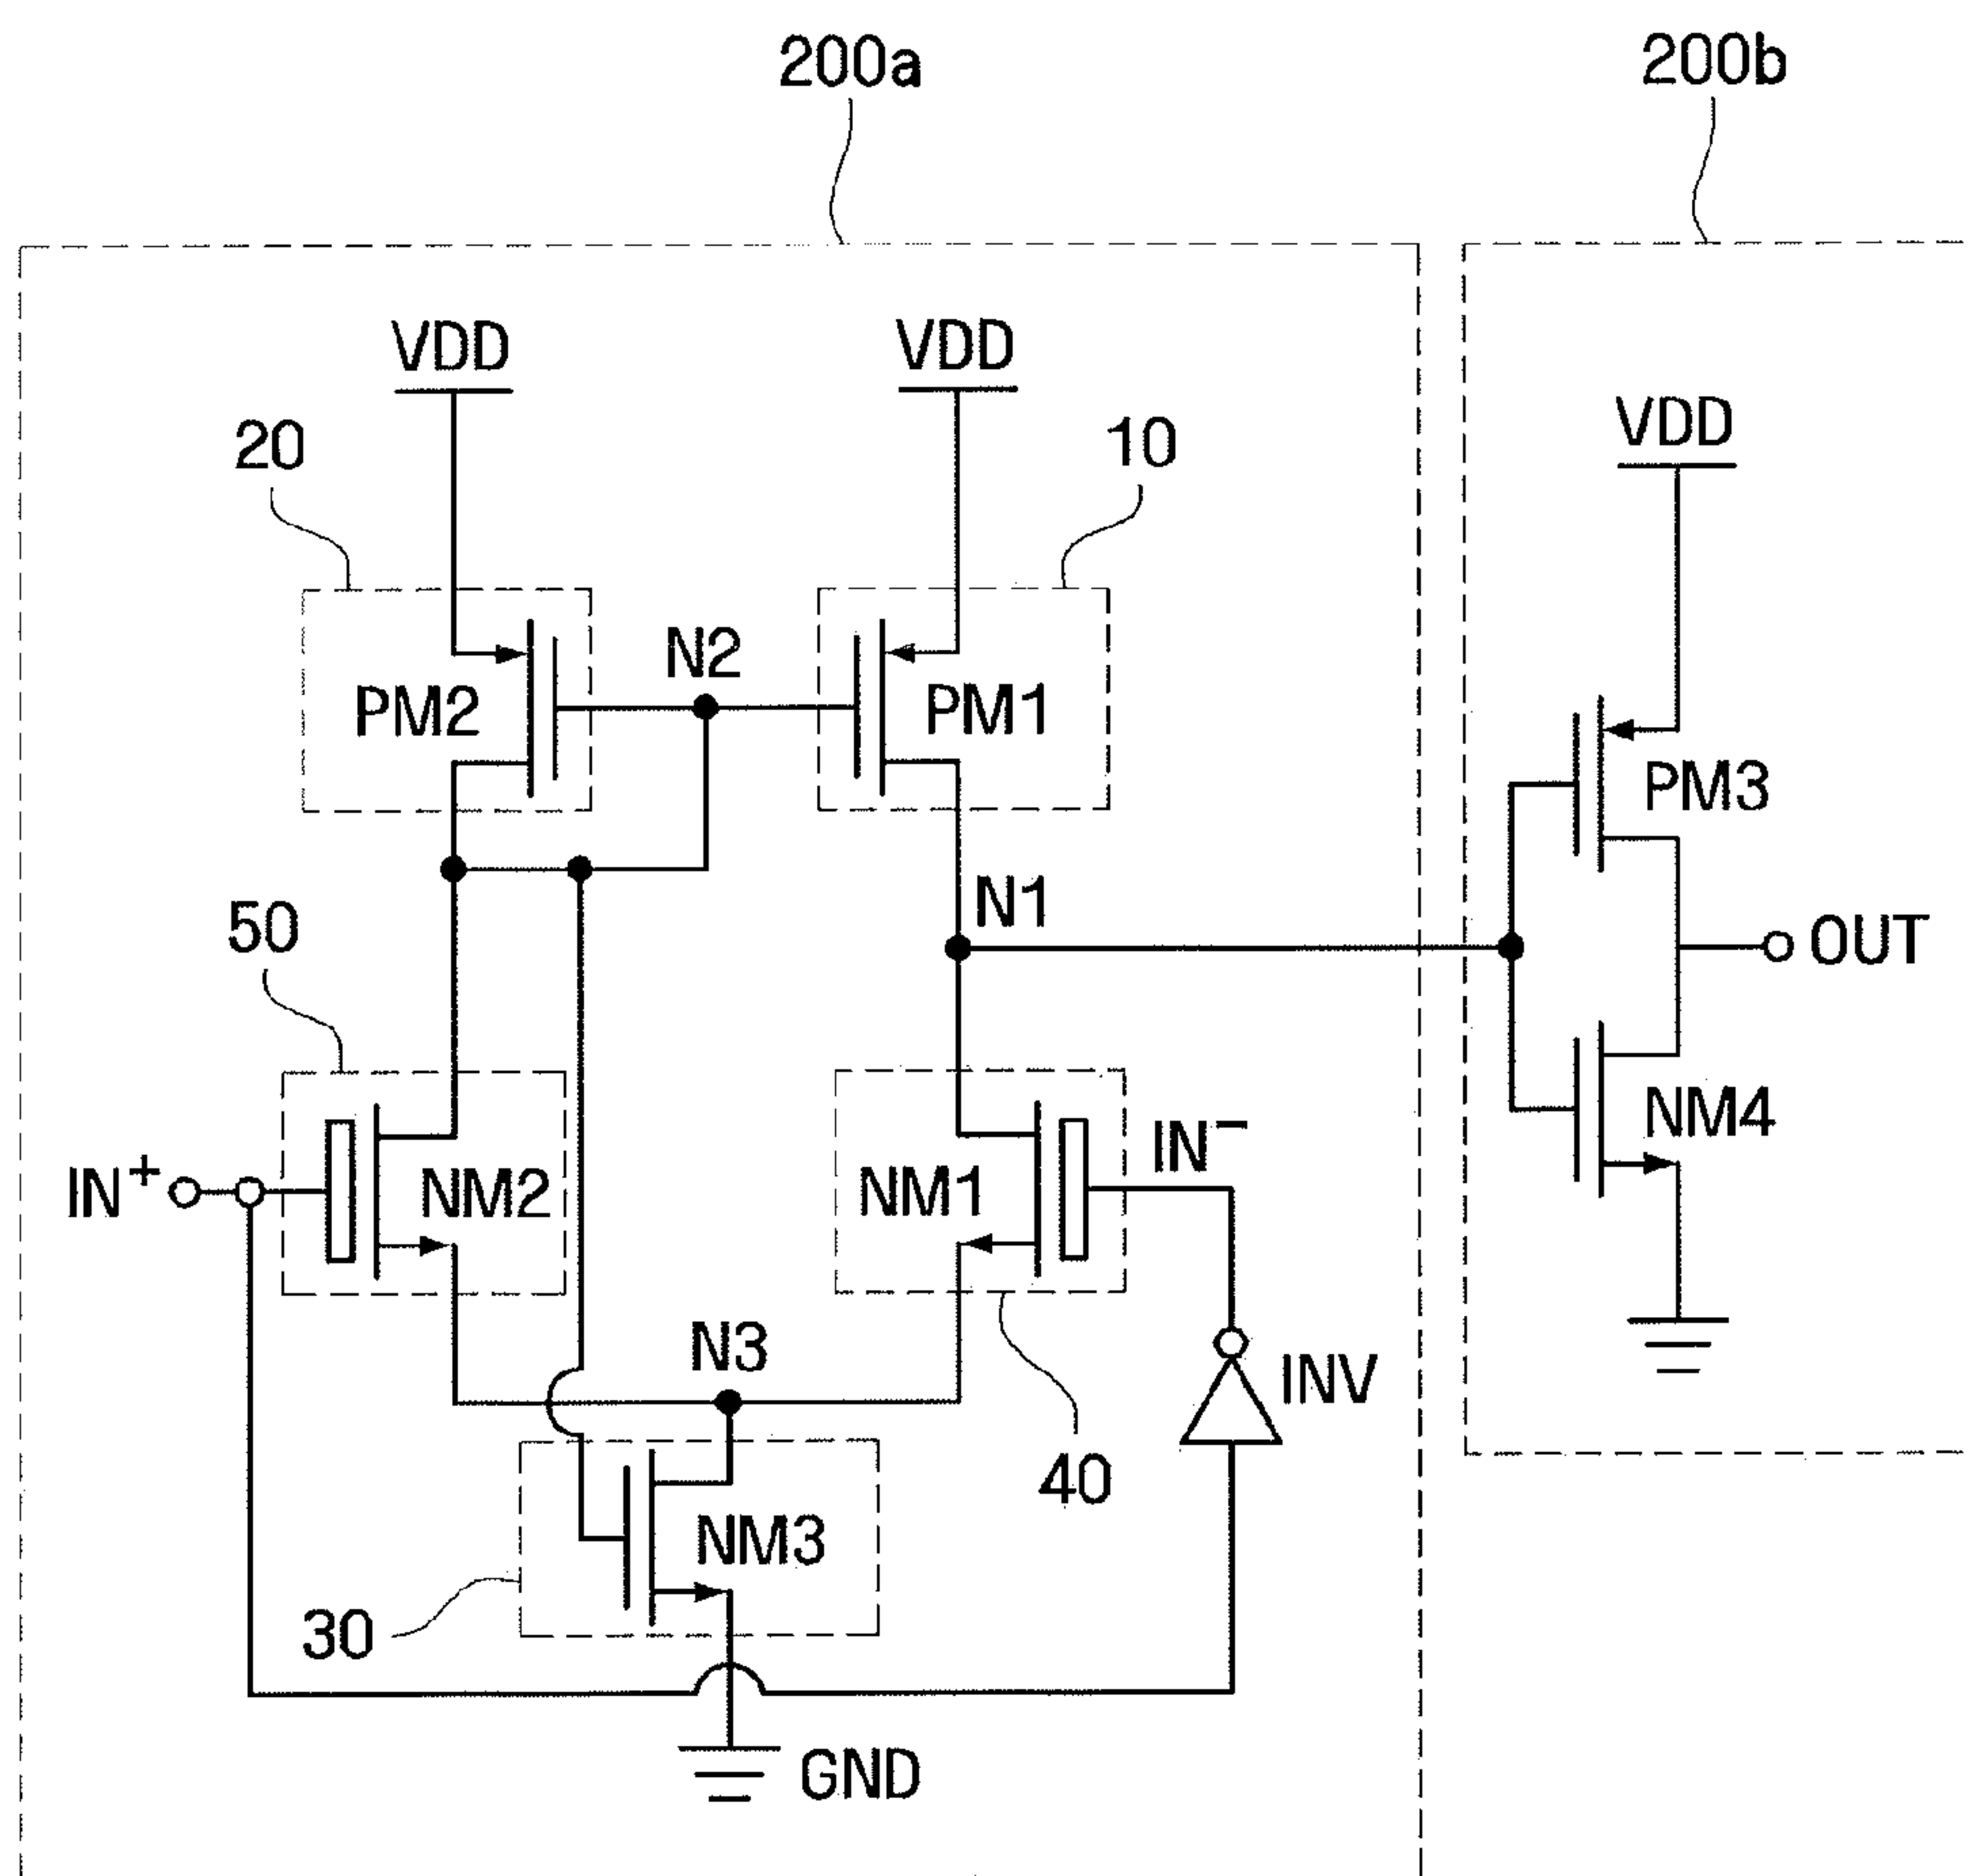 200a
200b
VDD
VDD
VDD
20
10
N2
PM2
PM1
PM3
N1
50
OUT
IN+
NM2
NM1
IN−
NM4
N3
INV
40
NM3
30
GND